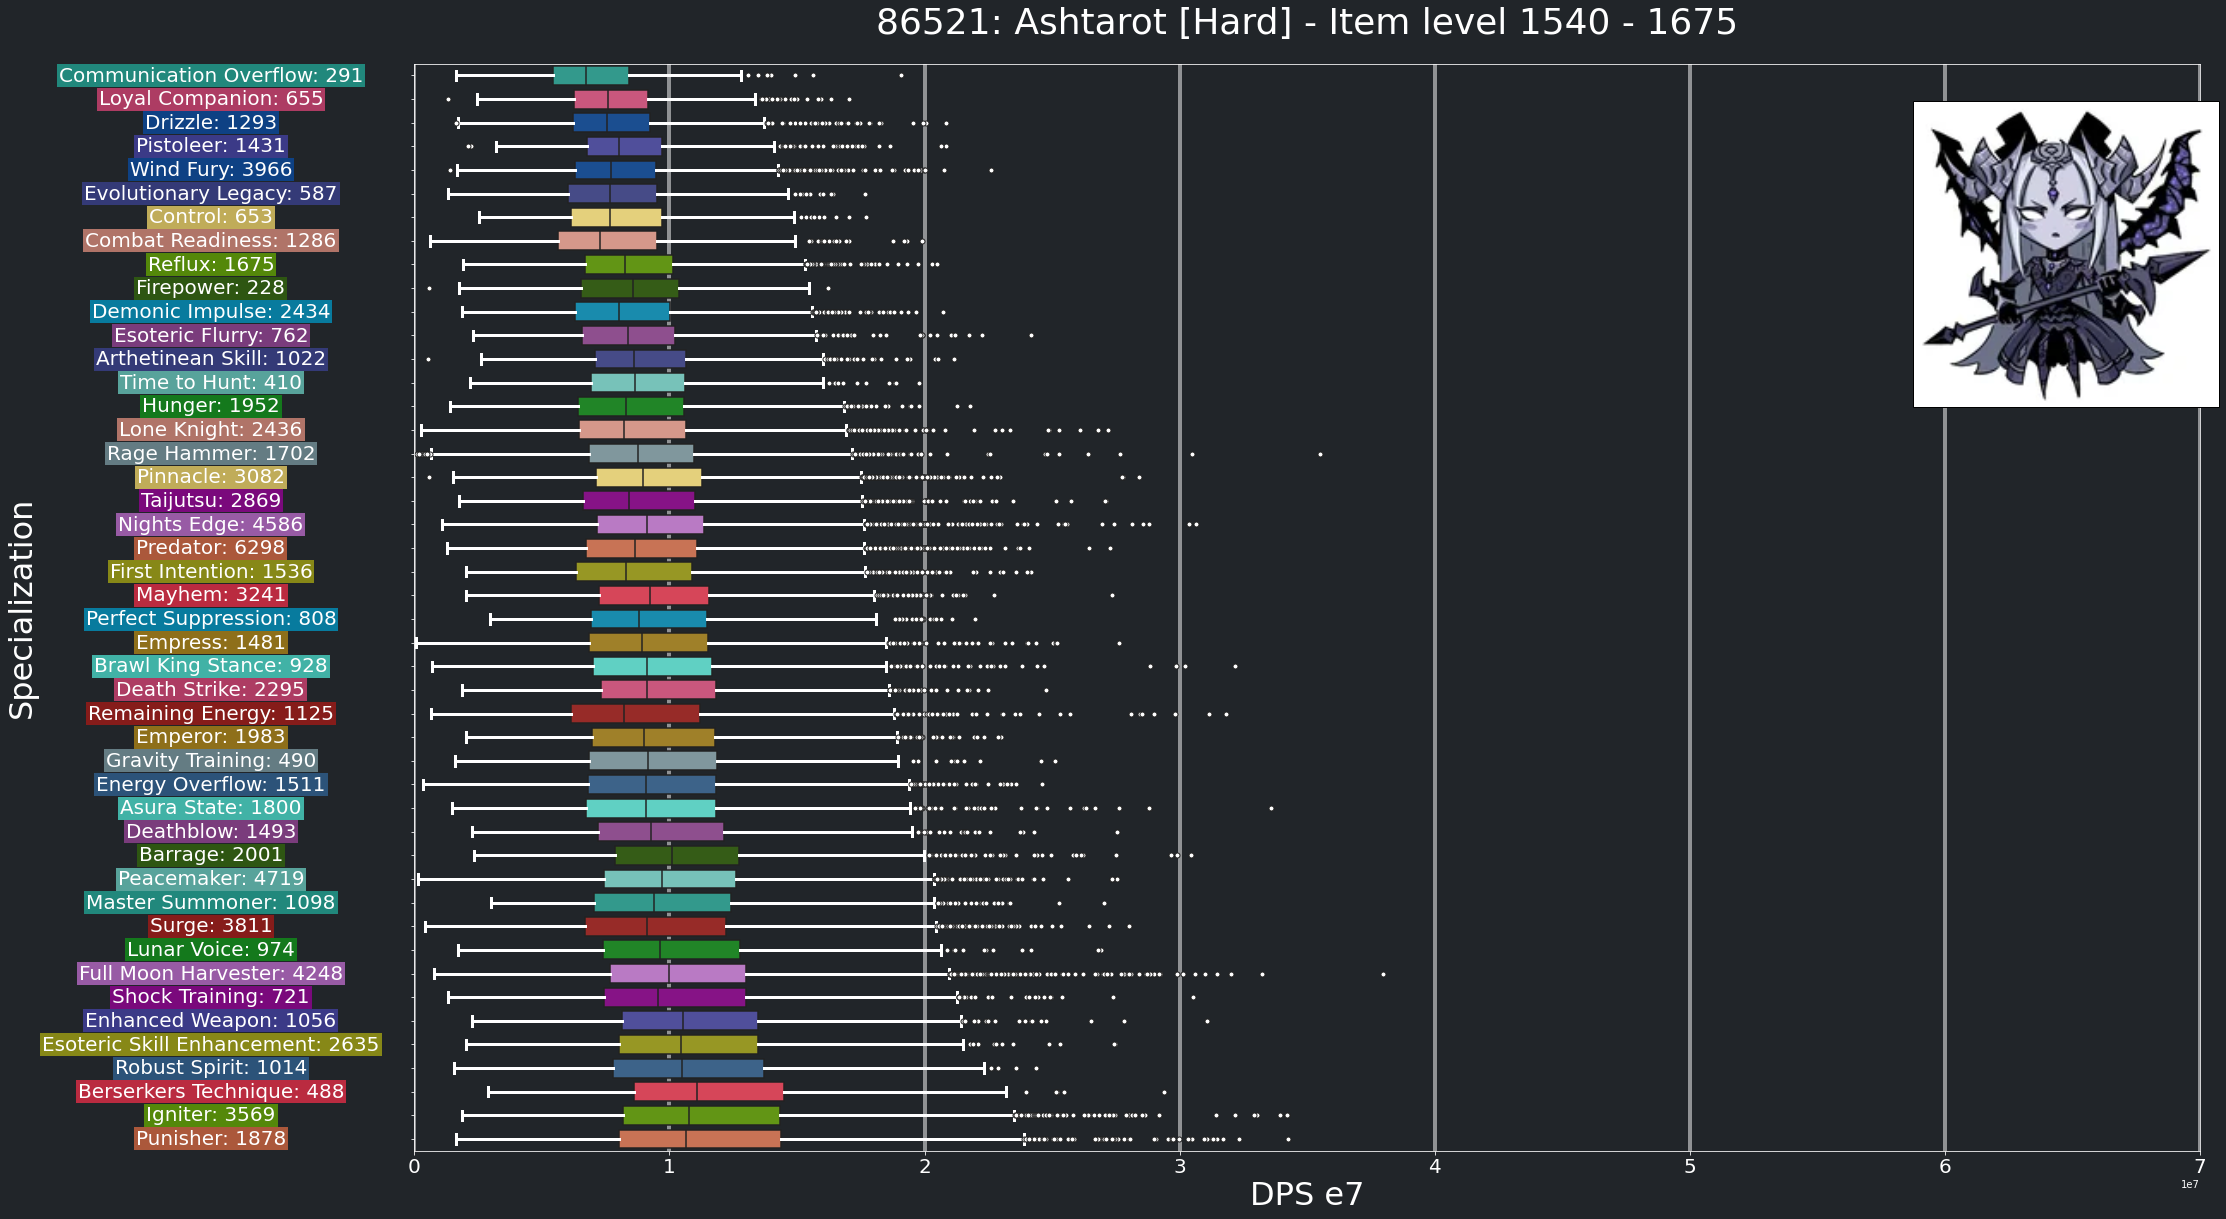 86521: Ashtarot [Hard] - Item level 1540 - 1675
Specialization
Communication Overflow: 291
Loyal Companion: 655
Drizzle: 1293
Pistoleer: 1431
Wind Fury: 3966
Evolutionary Legacy: 587
Control: 653
Combat Readiness: 1286
Reflux: 1675
Firepower: 228
Demonic Impulse: 2434
Esoteric Flurry: 762
Arthetinean Skill: 1022
Time to Hunt: 410
Hunger: 1952
Lone Knight: 2436
Rage Hammer: 1702
Pinnacle: 3082
Taijutsu: 2869
Nights Edge: 4586
Predator: 6298
First Intention: 1536
Mayhem: 3241
Perfect Suppression: 808
Empress: 1481
Brawl King Stance: 928
Death Strike: 2295
Remaining Energy: 1125
Emperor: 1983
Gravity Training: 490
Energy Overflow: 1511
Asura State: 1800
Deathblow: 1493
Barrage: 2001
Peacemaker: 4719
Master Summoner: 1098
Surge: 3811
Lunar Voice: 974
Full Moon Harvester: 4248
Shock Training: 721
Enhanced Weapon: 1056
Esoteric Skill Enhancement: 2635
Robust Spirit: 1014
Berserkers Technique: 488
Igniter: 3569
Punisher: 1878
0 1 2 3 4 5 6 7
1e7
DPS e7